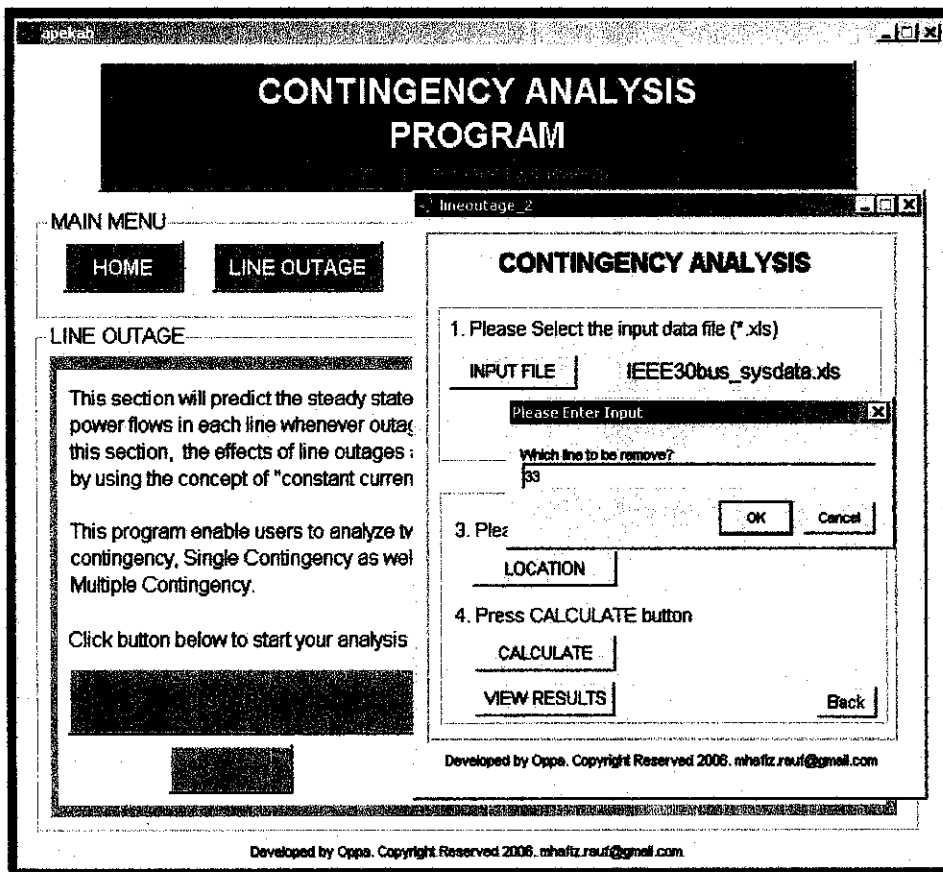 apekah
CONTINGENCY ANALYSIS
PROGRAM
MAIN MENU
HOME
LINE OUTAGE
LINE OUTAGE
This section will predict the steady state
power flows in each line whenever outag
this section, the effects of line outages
by using the concept of "constant curren
This program enable users to analyze tw
contingency, Single Contingency as wel
Multiple Contingency.
Click button below to start your analysis
Developed by Oppa. Copyright Reserved 2006. mhafiz.rauf@gmail.com
lineoutage_2
CONTINGENCY ANALYSIS
1. Please Select the input data file (*.xls)
INPUT FILE
IEEE30bus_sysdata.xls
Please Enter Input
Which line to be remove?
33
OK
Cancel
3. Plea
LOCATION
4. Press CALCULATE button
CALCULATE
VIEW RESULTS
Back
Developed by Oppa. Copyright Reserved 2006. mhafiz.rauf@gmail.com